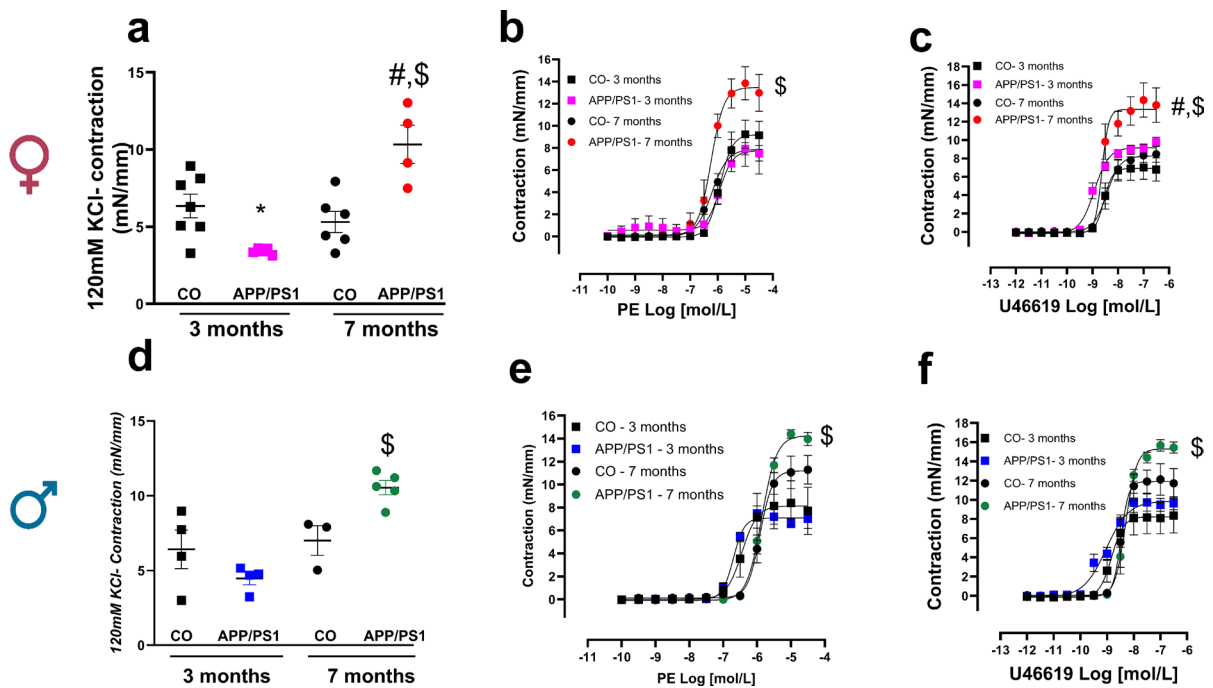 a
120mM KCl- contraction
(mN/mm)
15
10
5
0
*
#,$
CO
APP/PS1
CO
APP/PS1
3 months
7 months
b
Contraction (mN/mm)
16
14
12
10
8
6
4
2
0
CO- 3 months
APP/PS1- 3 months
CO- 7 months
APP/PS1- 7 months
$
-11 -10 -9 -8 -7 -6 -5 -4
PE Log [mol/L]
c
Contraction (mN/mm)
18
16
14
12
10
8
6
4
2
0
CO- 3 months
APP/PS1- 3 months
CO- 7 months
APP/PS1- 7 months
#,$
-13 -12 -11 -10 -9 -8 -7 -6
U46619 Log [mol/L]
d
120mM KCl- Contraction (mN/mm)
15
10
5
0
$
CO
APP/PS1
CO
APP/PS1
3 months
7 months
e
Contraction (mN/mm)
16
14
12
10
8
6
4
2
0
CO - 3 months
APP/PS1 - 3 months
CO - 7 months
APP/PS1 - 7 months
$
-11 -10 -9 -8 -7 -6 -5 -4
PE Log [mol/L]
f
Contraction (mN/mm)
18
16
14
12
10
8
6
4
2
0
CO- 3 months
APP/PS1- 3 months
CO- 7 months
APP/PS1- 7 months
$
-13 -12 -11 -10 -9 -8 -7 -6
U46619 Log [mol/L]